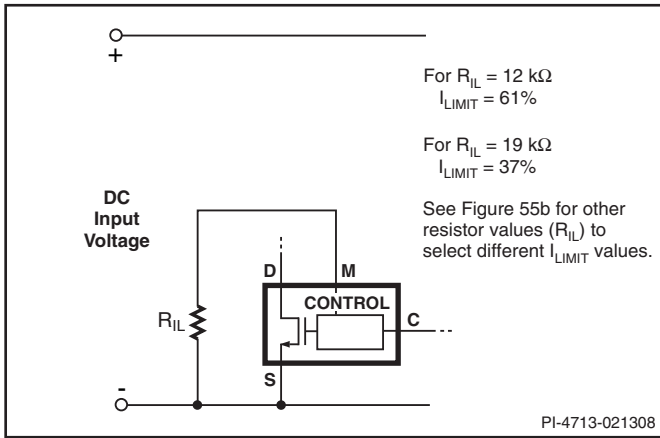 +
For R_IL = 12 kΩ
I_LIMIT = 61%
For R_IL = 19 kΩ
I_LIMIT = 37%
See Figure 55b for other
resistor values (R_IL) to
select different I_LIMIT values.
DC
Input
Voltage
D
M
CONTROL
C
R_IL
S
-
PI-4713-021308